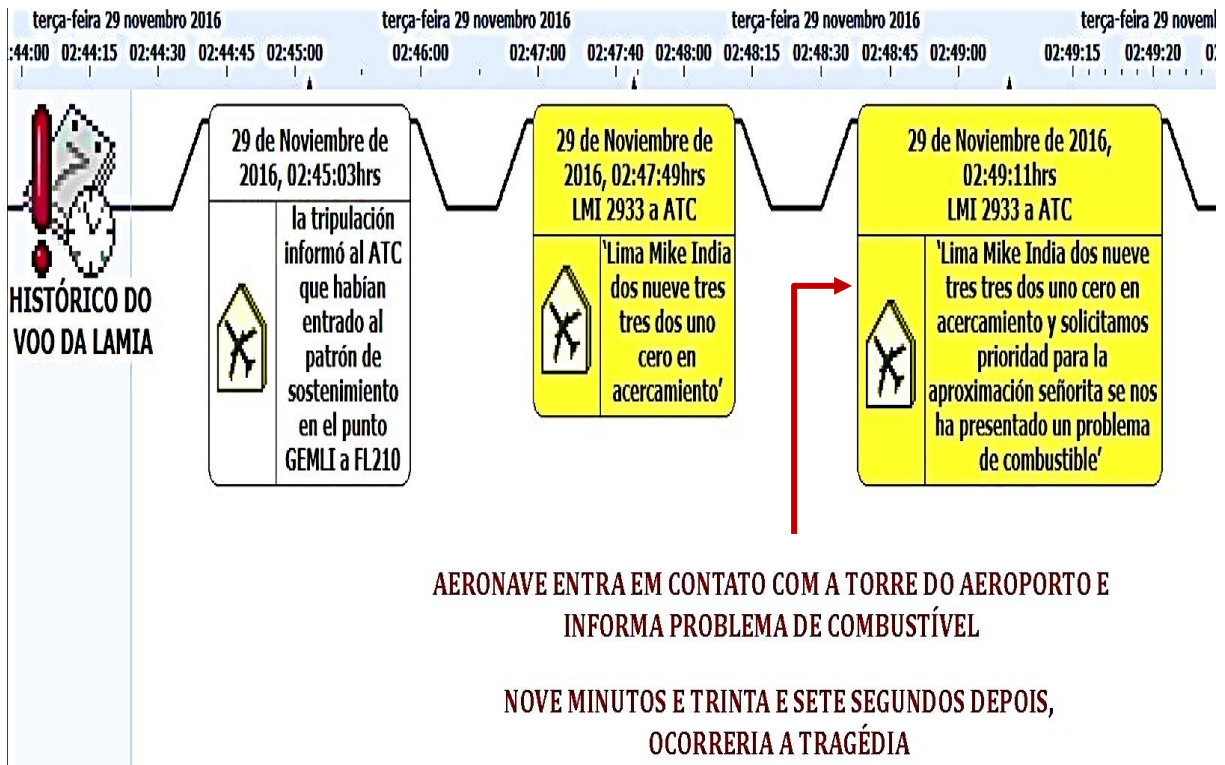 terça-feira 29 novembro 2016
terça-feira 29 novembro 2016
terça-feira 29 novembro 2016
terça-feira 29 novemb
:44:00 02:44:15 02:44:30 02:44:45 02:45:00 02:46:00 02:47:00 02:47:40 02:48:00 02:48:15 02:48:30 02:48:45 02:49:00 02:49:15 02:49:20 02
HISTÓRICO DO
VOO DA LAMIA
29 de Noviembre de
2016, 02:45:03hrs
la tripulación
informó al ATC
que habían
entrado al
patrón de
sostenimiento
en el punto
GEMLI a FL210
29 de Noviembre de
2016, 02:47:49hrs
LMI 2933 a ATC
'Lima Mike India
dos nueve tres
tres dos uno
cero en
acercamiento'
29 de Noviembre de 2016,
02:49:11hrs
LMI 2933 a ATC
'Lima Mike India dos nueve
tres tres dos uno cero en
acercamiento y solicitamos
prioridad para la
aproximación señorita se nos
ha presentado un problema
de combustible'
AERONAVE ENTRA EM CONTATO COM A TORRE DO AEROPORTO E
INFORMA PROBLEMA DE COMBUSTÍVEL
NOVE MINUTOS E TRINTA E SETE SEGUNDOS DEPOIS,
OCORRERIA A TRAGÉDIA